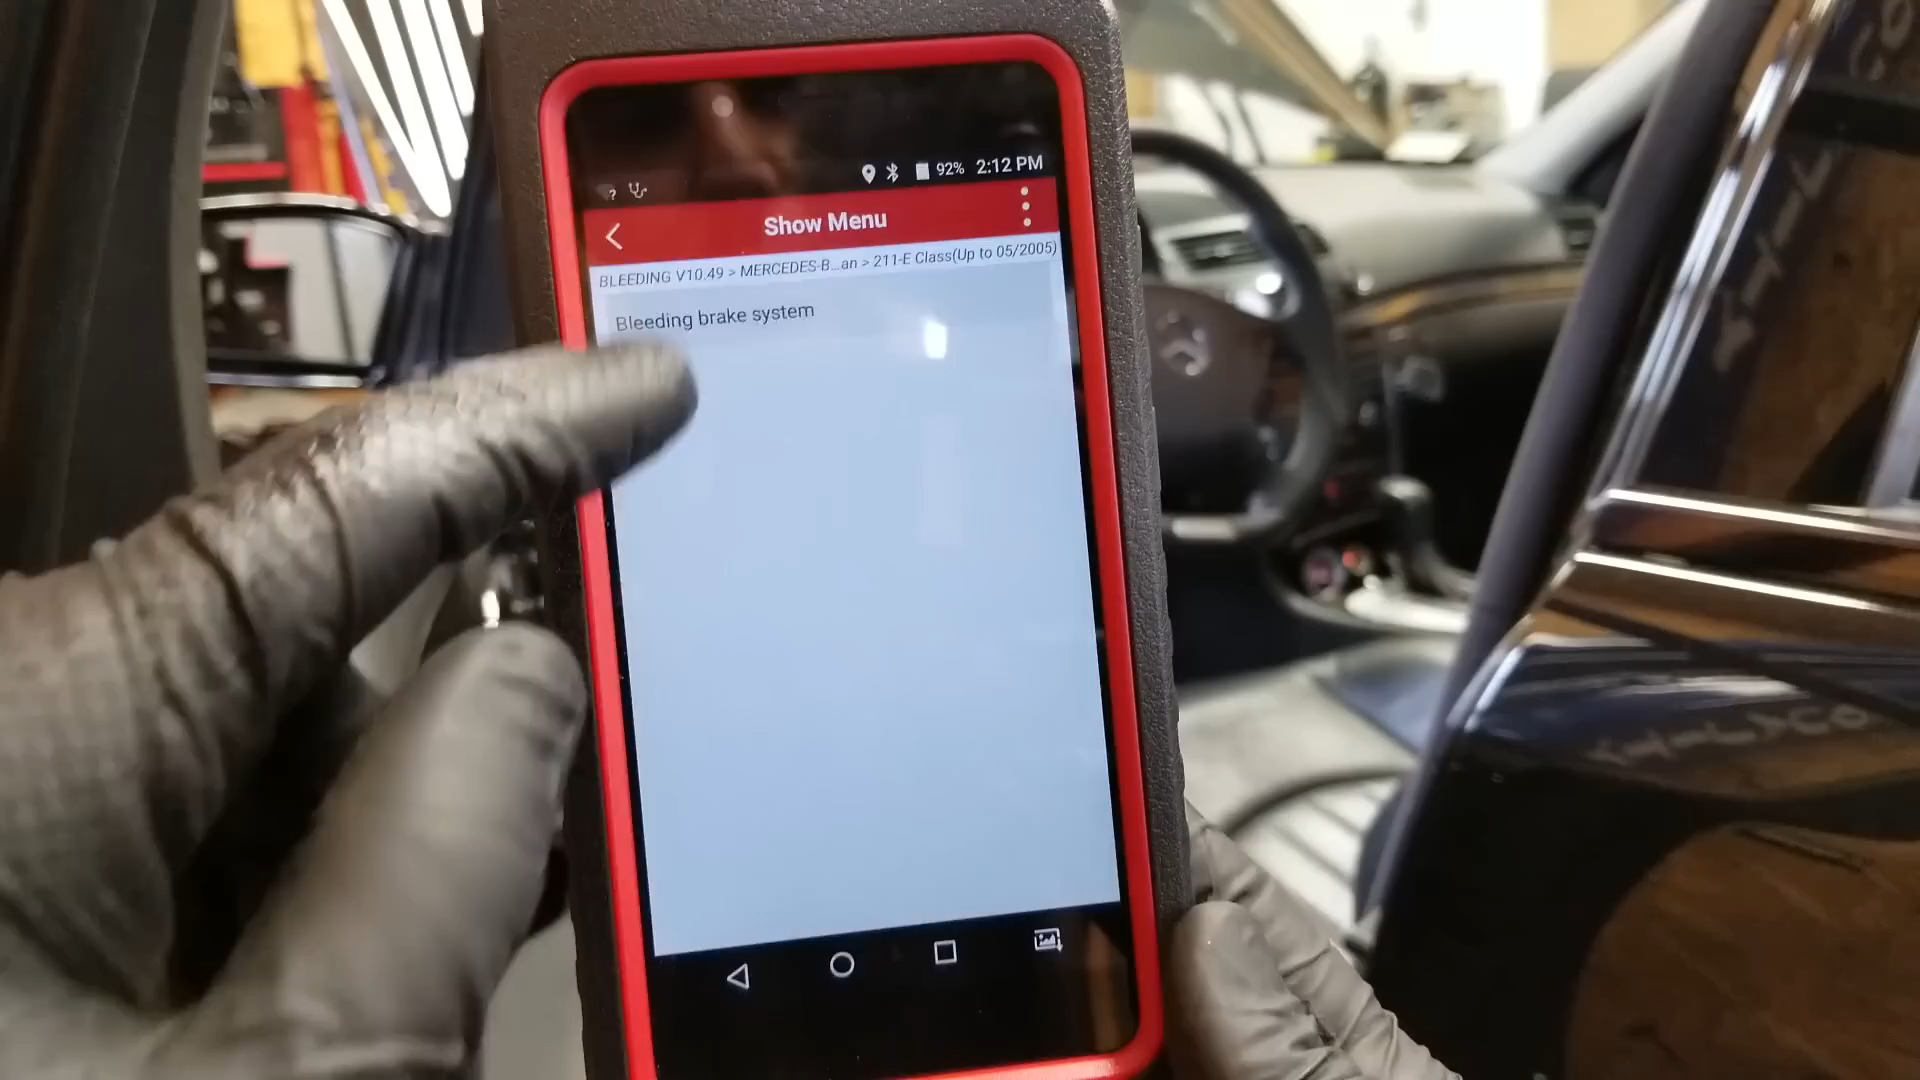 92% 2:12 PM
Show Menu
BLEEDING V10.49 > MERCEDES-B...an > 211-E Class(Up to 05/2005)
Bleeding brake system